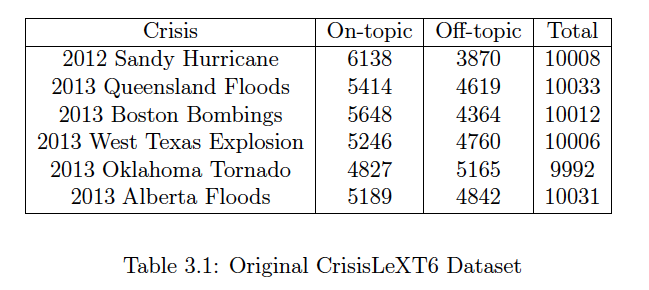 Crisis On-topic Off-topic Total
2012 Sandy Hurricane 6138 3870 10008
2013 Queensland Floods 5414 4619 10033
2013 Boston Bombings 5648 4364 10012
2013 West Texas Explosion 5246 4760 10006
2013 Oklahoma Tornado 4827 5165 9992
2013 Alberta Floods 5189 4842 10031
Table 3.1: Original CrisisLeXT6 Dataset